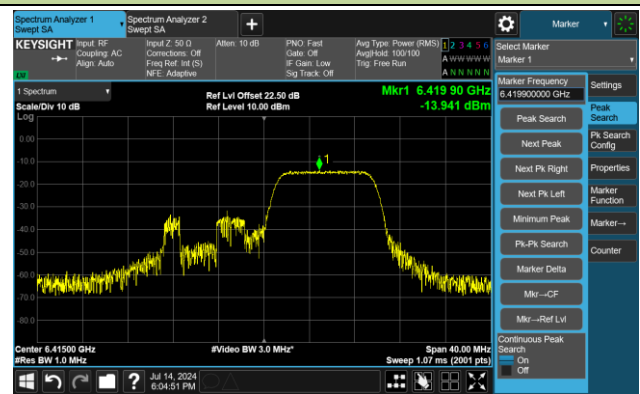 Spectrum Analyzer 1
Swept SA
Spectrum Analyzer 2
Swept SA
+
Marker
KEYSIGHT
Input: RF
Coupling: AC
Align: Auto
Input Z: 50 Ω
Corrections: Off
Freq Ref: Int (S)
NFE: Adaptive
Atten: 10 dB
PNO: Fast
Gate: Off
IF Gain: Low
Sig Track: Off
Avg Type: Power (RMS)
Avg|Hold: 100/100
Trig: Free Run
1 2 3 4 5 6
A W W W W W
A N N N N N
LXI
1 Spectrum
Scale/Div 10 dB
Log
Ref Lvl Offset 22.50 dB
Ref Level 10.00 dBm
Mkr1 6.419 90 GHz
-13.941 dBm
0.00
-10.0
-20.0
-30.0
-40.0
-50.0
-60.0
-70.0
-80.0
1
Center 6.41500 GHz
#Res BW 1.0 MHz
#Video BW 3.0 MHz*
Span 40.00 MHz
Sweep 1.07 ms (2001 pts)
Jul 14, 2024
6:04:51 PM
?
Select Marker
Marker 1
Marker Frequency
6.419900000 GHz
Peak Search
Next Peak
Next Pk Right
Next Pk Left
Minimum Peak
Pk-Pk Search
Marker Delta
Mkr→CF
Mkr→Ref Lvl
Continuous Peak
Search
On
Off
Settings
Peak
Search
Pk Search
Config
Properties
Marker
Function
Marker→
Counter